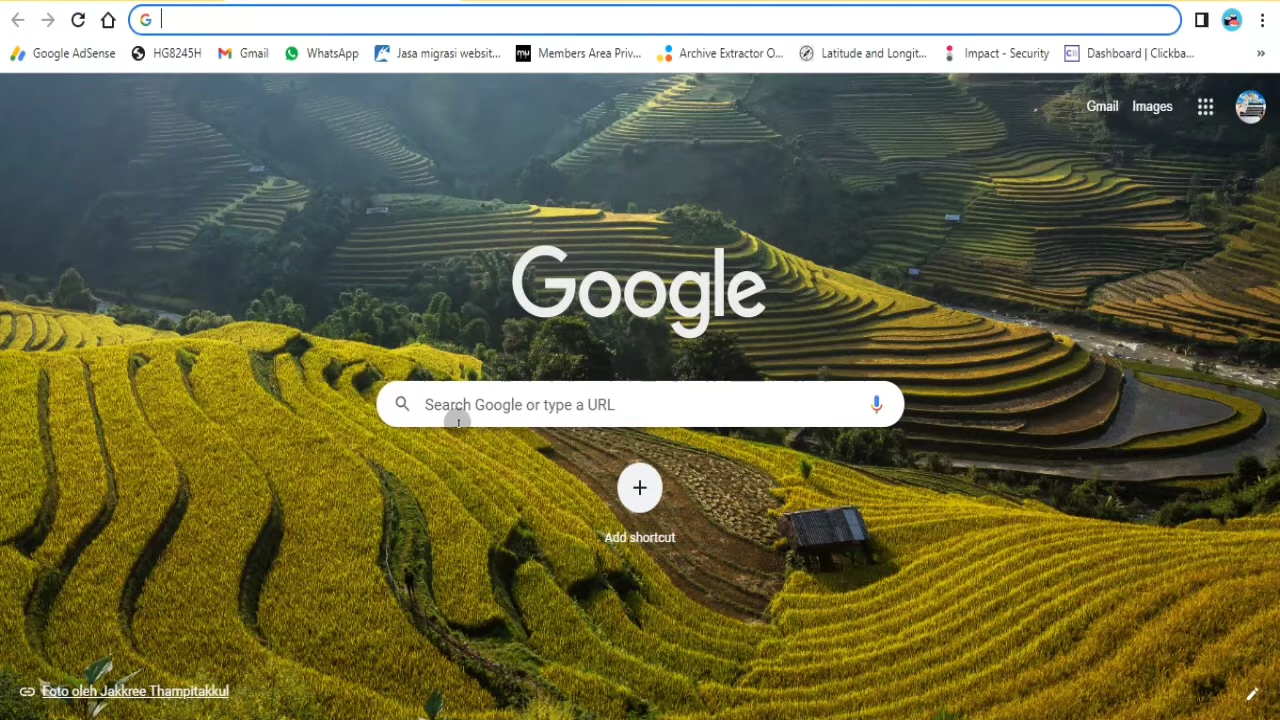 Google AdSense
HG8245H
Gmail
WhatsApp
Jasa migrasi websit...
Members Area Priv...
Archive Extractor O...
Latitude and Longit...
Impact - Security
Dashboard | Clickba...
»
Gmail
Images
Google
Search Google or type a URL
Add shortcut
Foto oleh Jakkree Thampitakkul